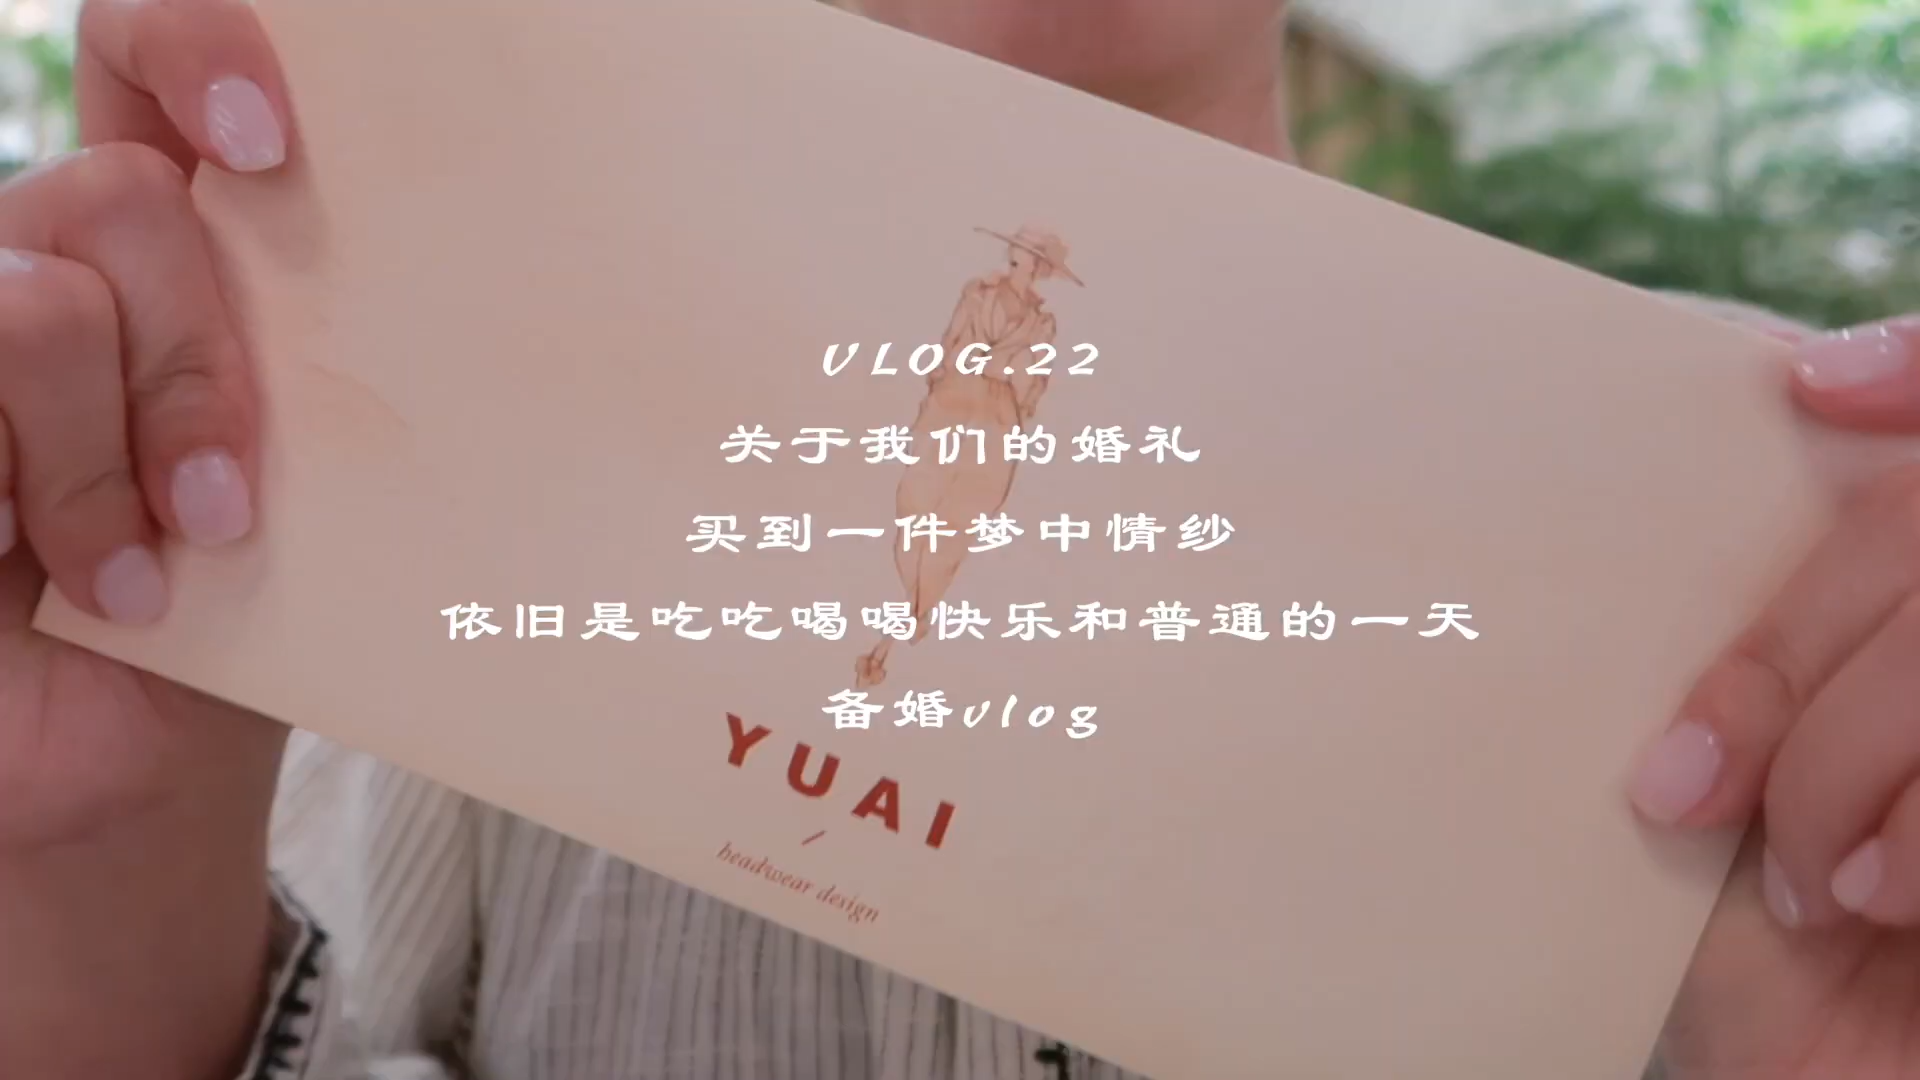 VLOG.22
关于我们的婚礼
买到一件梦中情纱
依旧是吃吃喝喝快乐和普通的一天
备婚vlog
YUAI
/
headwear design